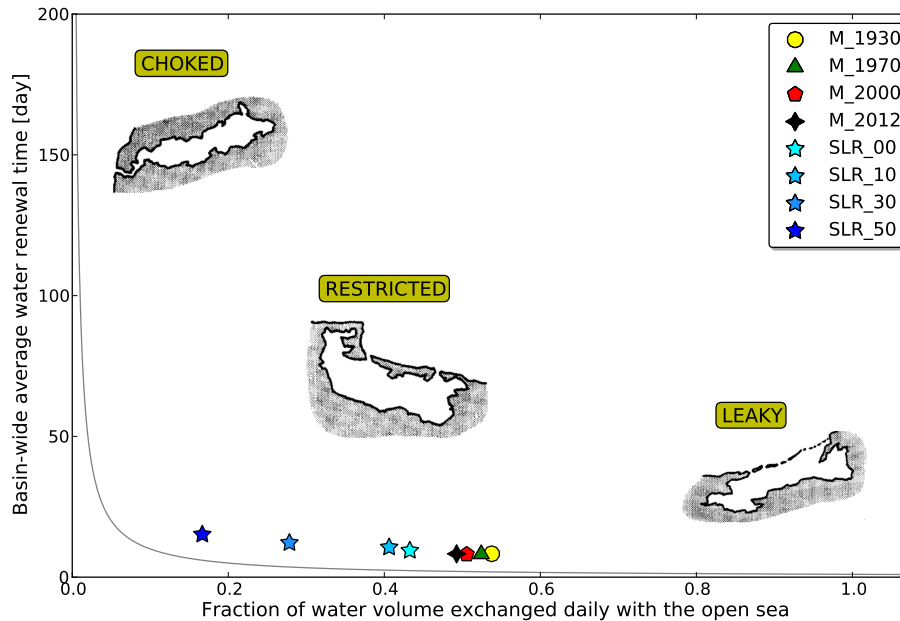 200
150
100
50
0
Basin-wide average water renewal time [day]
CHOKED
RESTRICTED
LEAKY
M_1930
M_1970
M_2000
M_2012
SLR_00
SLR_10
SLR_30
SLR_50
0.0 0.2 0.4 0.6 0.8 1.0
Fraction of water volume exchanged daily with the open sea